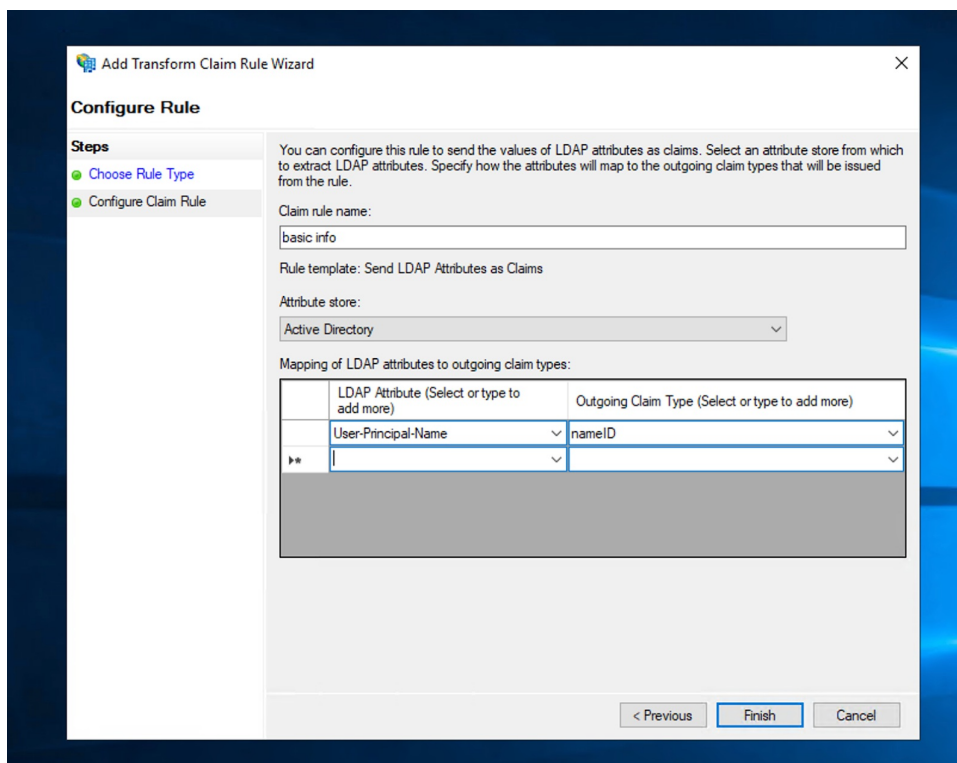 Add Transform Claim Rule Wizard
Configure Rule
Steps
Choose Rule Type
Configure Claim Rule
You can configure this rule to send the values of LDAP attributes as claims. Select an attribute store from which
to extract LDAP attributes. Specify how the attributes will map to the outgoing claim types that will be issued
from the rule.
Claim rule name:
basic info
Rule template: Send LDAP Attributes as Claims
Attribute store:
Active Directory
Mapping of LDAP attributes to outgoing claim types:
LDAP Attribute (Select or type to
add more)
Outgoing Claim Type (Select or type to add more)
User-Principal-Name
nameID
< Previous
Finish
Cancel